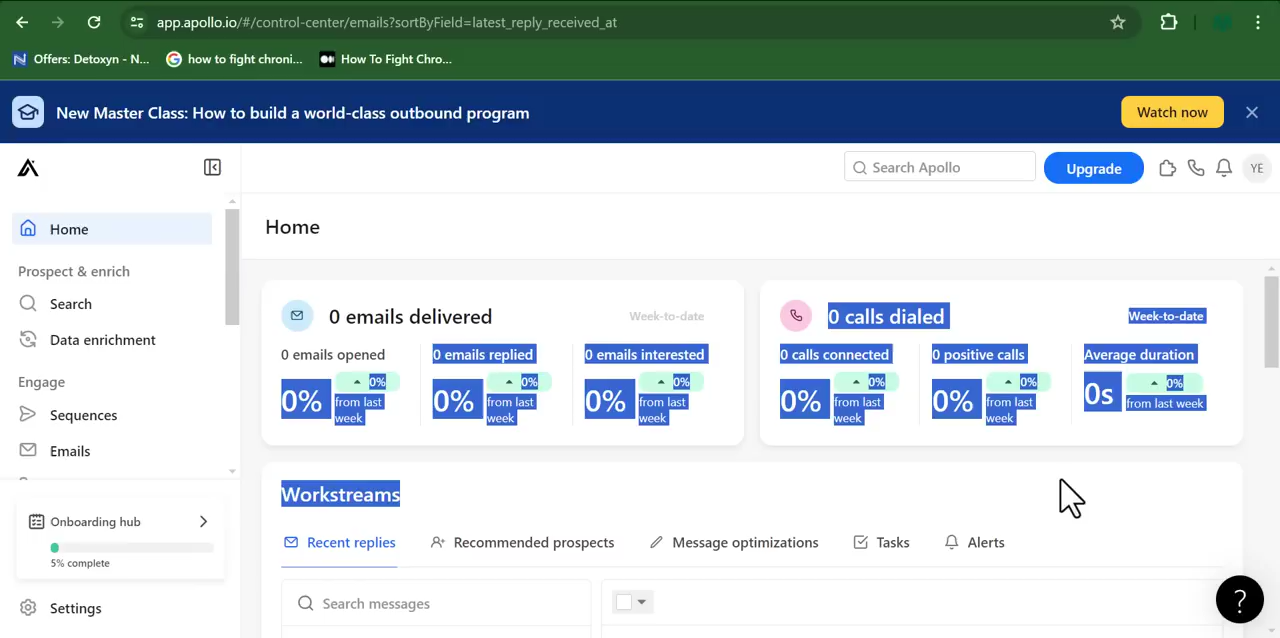 app.apollo.io/#/control-center/emails?sortByField=latest_reply_received_at
Offers: Detoxyn - N...
how to fight chroni...
How To Fight Chro...
New Master Class: How to build a world-class outbound program
Watch now
Search Apollo
Upgrade
YE
Home
Prospect & enrich
Search
Data enrichment
Engage
Sequences
Emails
Onboarding hub
5% complete
Settings
Home
0 emails delivered
Week-to-date
0 emails opened
0%
0%
from last
week
0 emails replied
0%
0%
from last
week
0 emails interested
0%
0%
from last
week
0 calls dialed
Week-to-date
0 calls connected
0%
0%
from last
week
0 positive calls
0%
0%
from last
week
Average duration
0s
0%
from last week
Workstreams
Recent replies
Recommended prospects
Message optimizations
Tasks
Alerts
Search messages
?